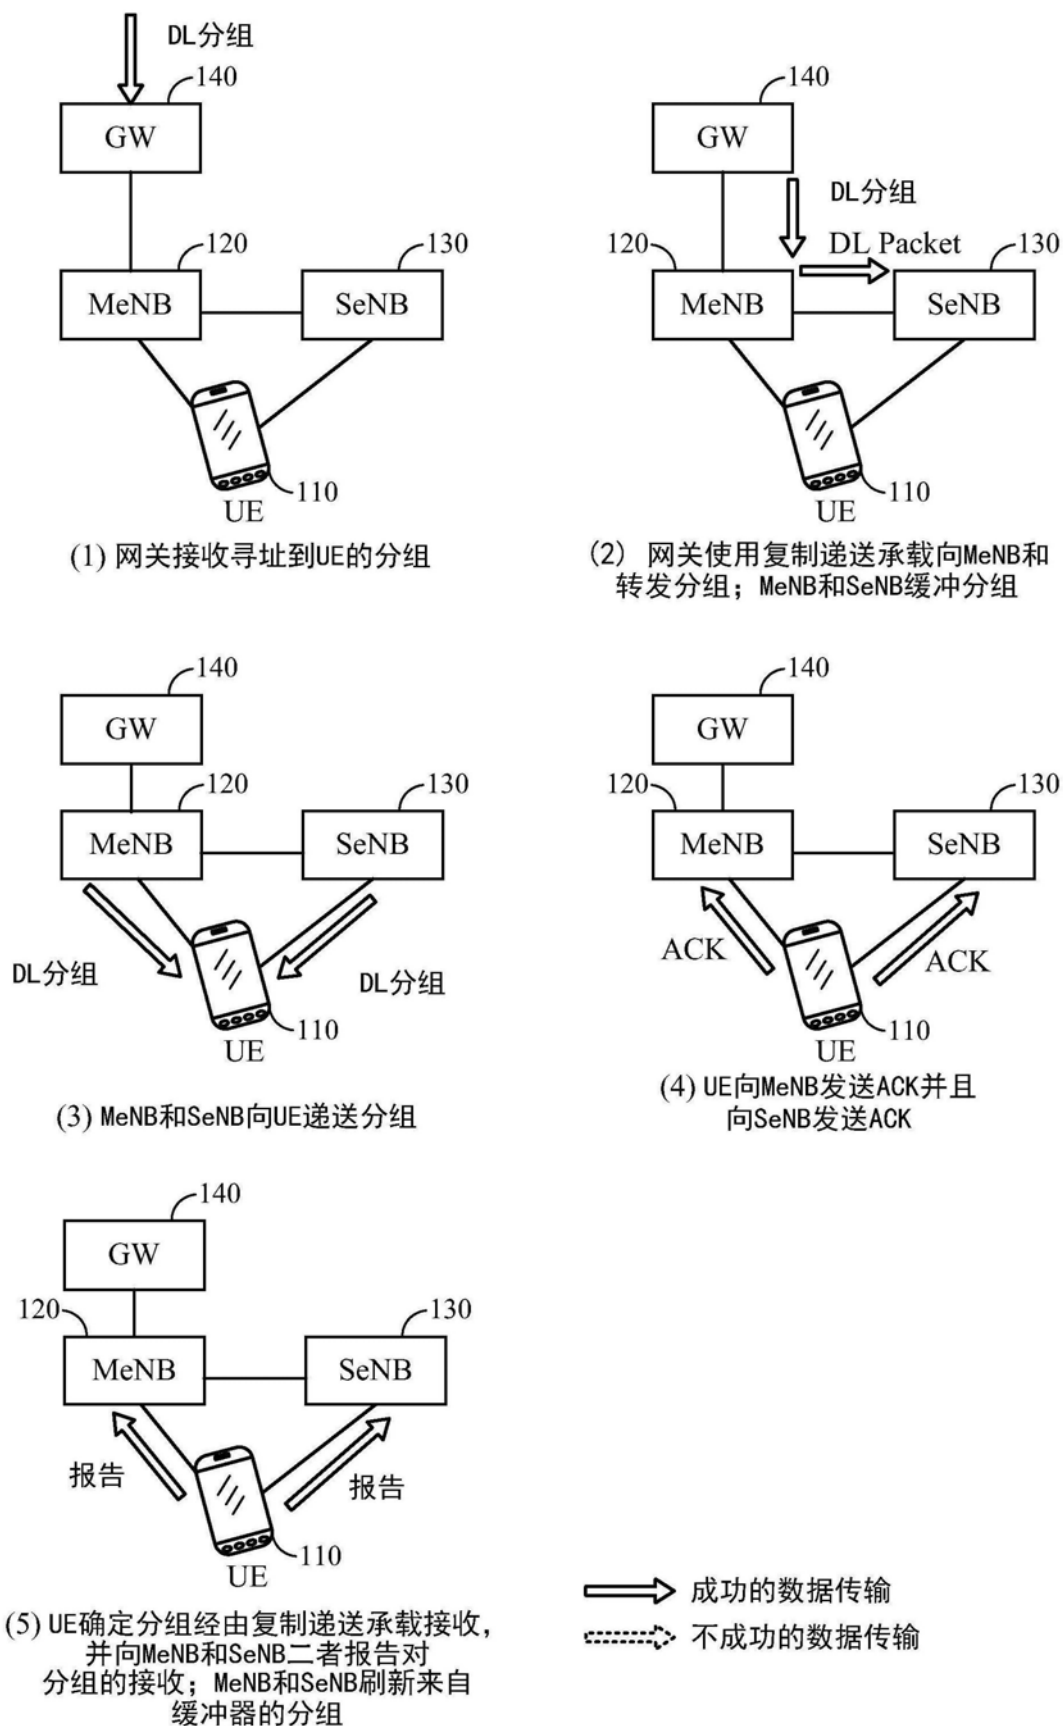 DL分组
140
GW
120
130
MeNB
SeNB
110
UE
(1) 网关接收寻址到UE的分组
140
GW
DL分组
DL Packet
120
130
MeNB
SeNB
110
UE
(2) 网关使用复制递送承载向MeNB和
转发分组；MeNB和SeNB缓冲分组
140
GW
120
130
MeNB
SeNB
DL分组
DL分组
110
UE
(3) MeNB和SeNB向UE递送分组
140
GW
120
130
MeNB
SeNB
ACK
ACK
110
UE
(4) UE向MeNB发送ACK并且
向SeNB发送ACK
140
GW
120
130
MeNB
SeNB
报告
报告
110
UE
(5) UE确定分组经由复制递送承载接收，
并向MeNB和SeNB二者报告对
分组的接收；MeNB和SeNB刷新来自
缓冲器的分组
成功的数据传输
不成功的数据传输